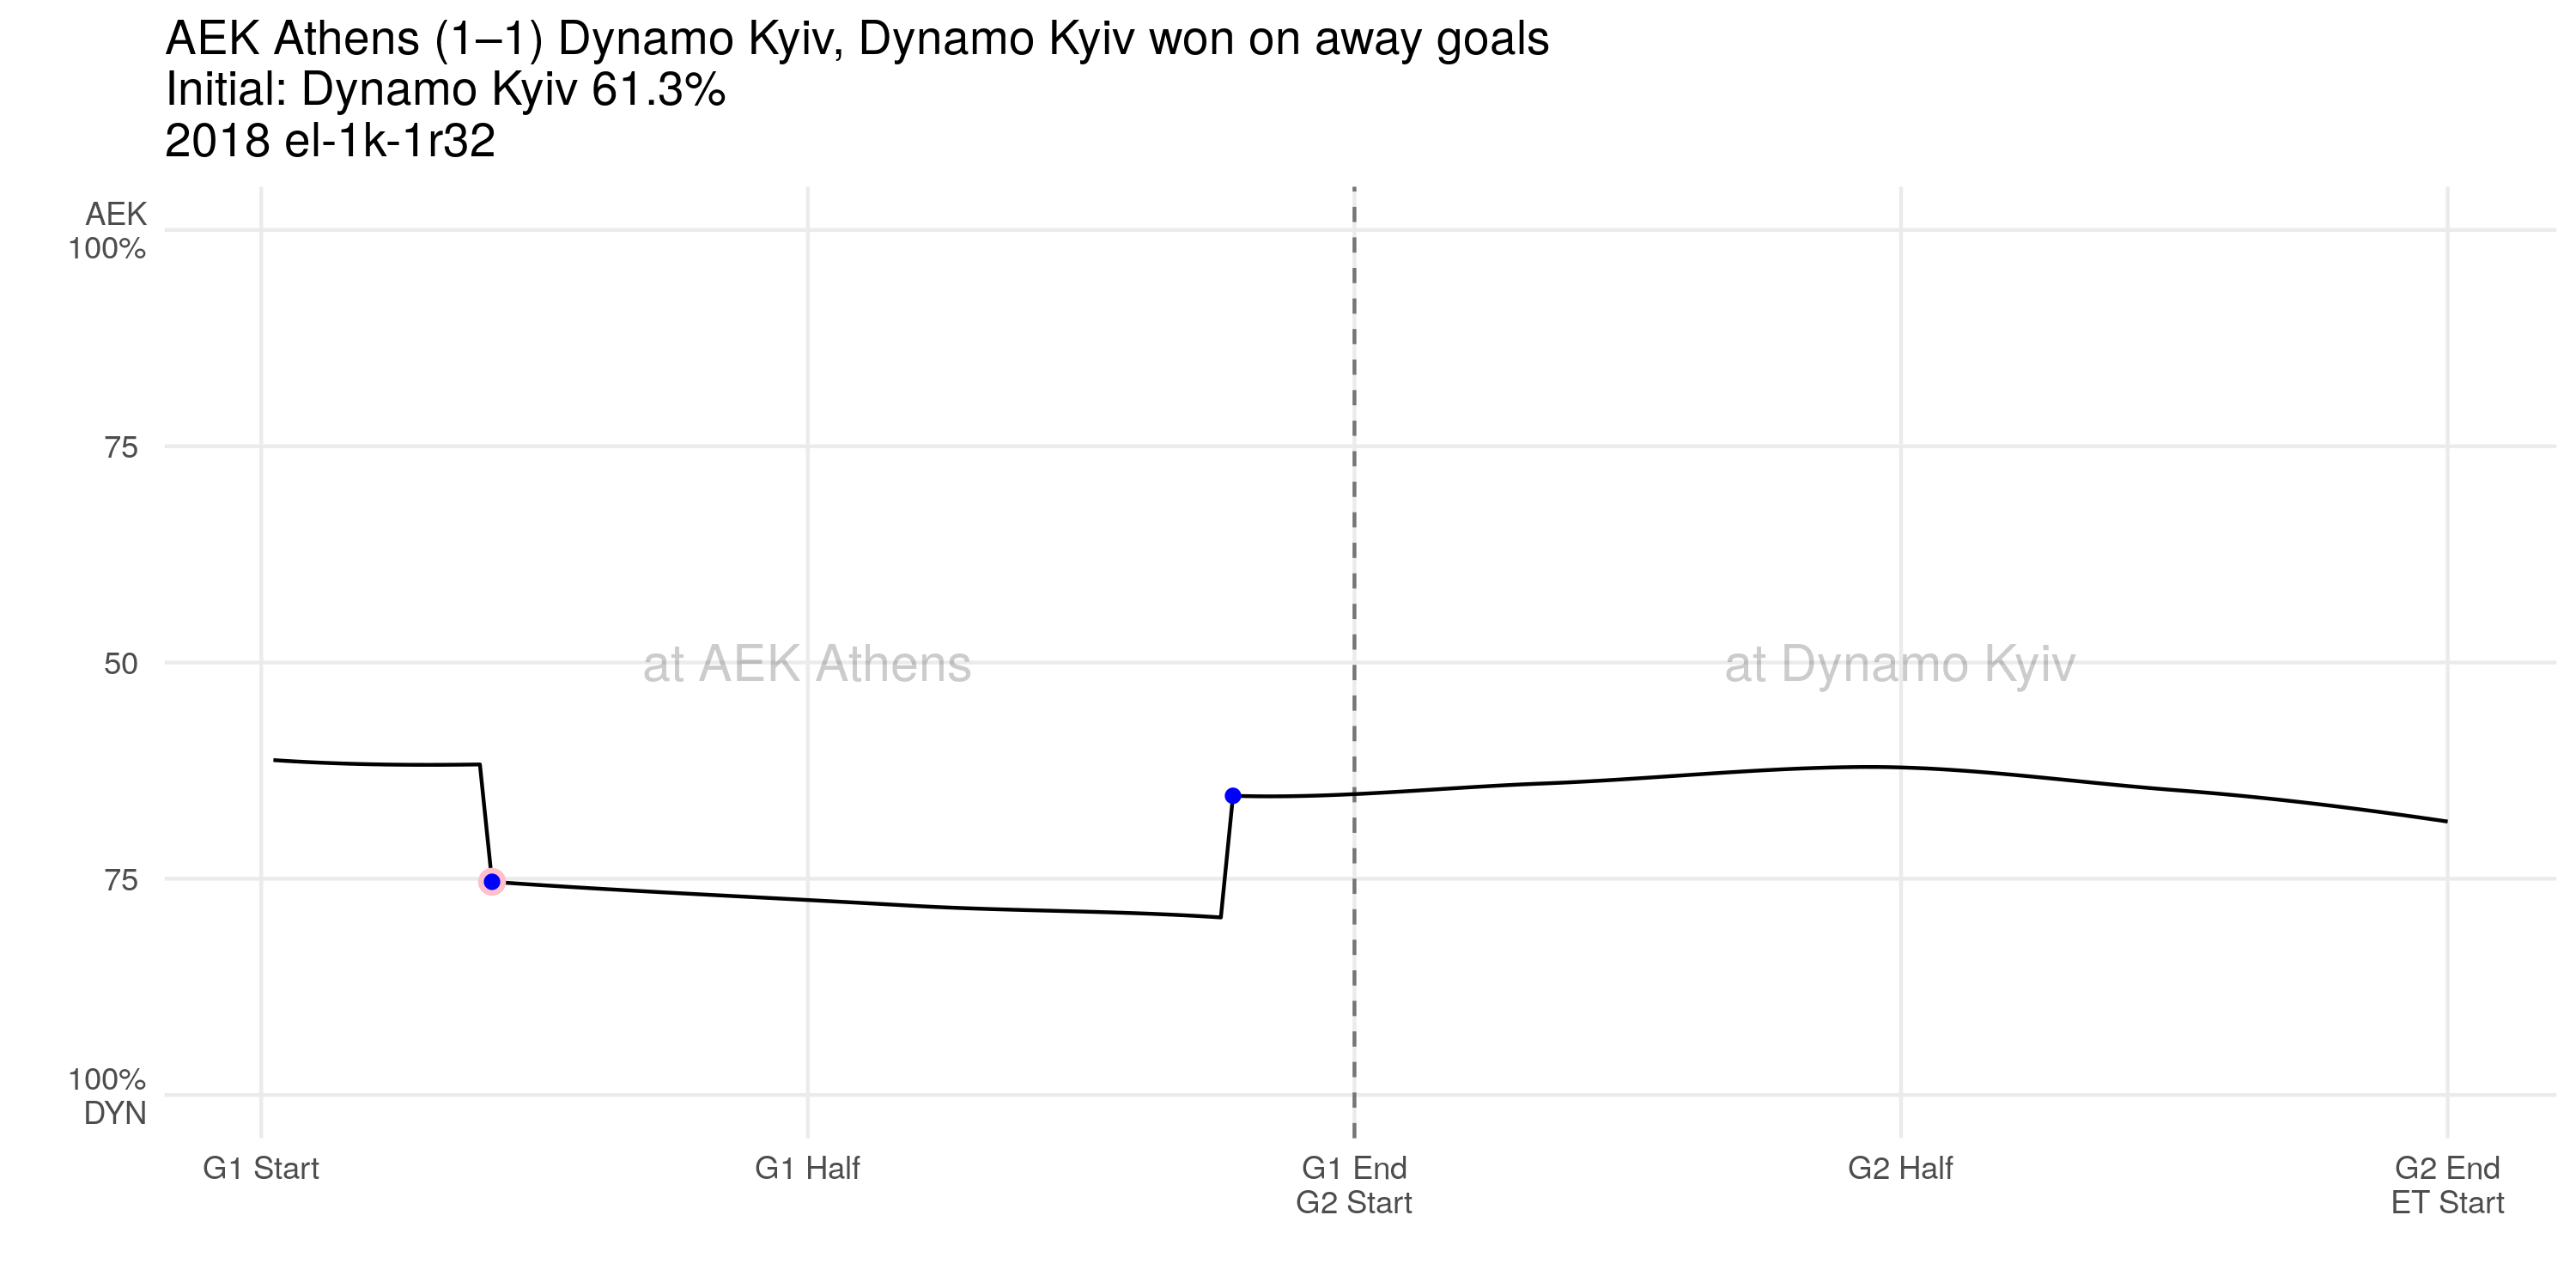 AEK Athens (1–1) Dynamo Kyiv, Dynamo Kyiv won on away goals
Initial: Dynamo Kyiv 61.3%
2018 el-1k-1r32
AEK
100%
75
50
75
100%
DYN
at AEK Athens
at Dynamo Kyiv
G1 Start
G1 Half
G1 End
G2 Start
G2 Half
G2 End
ET Start